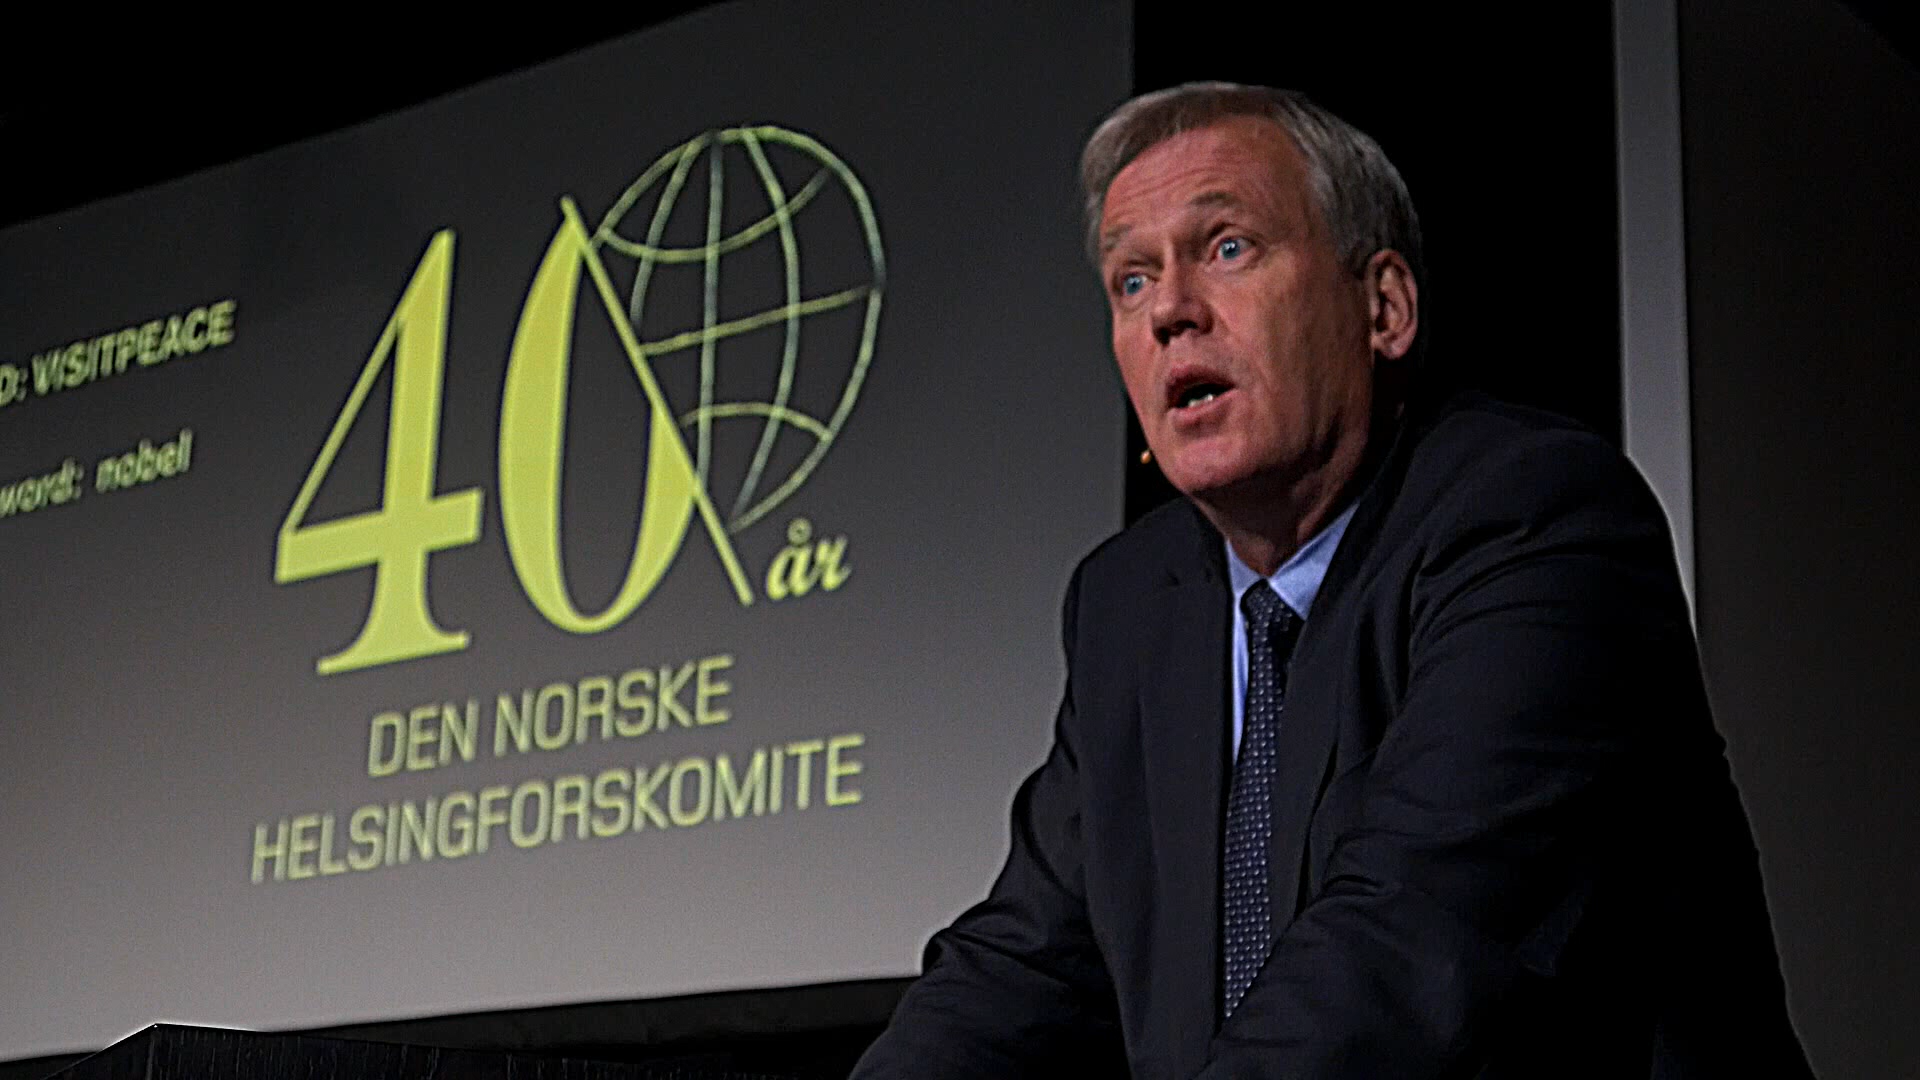 D: VISITPEACE
word: nobel
40 år
DEN NORSKE
HELSINGFORSKOMITE